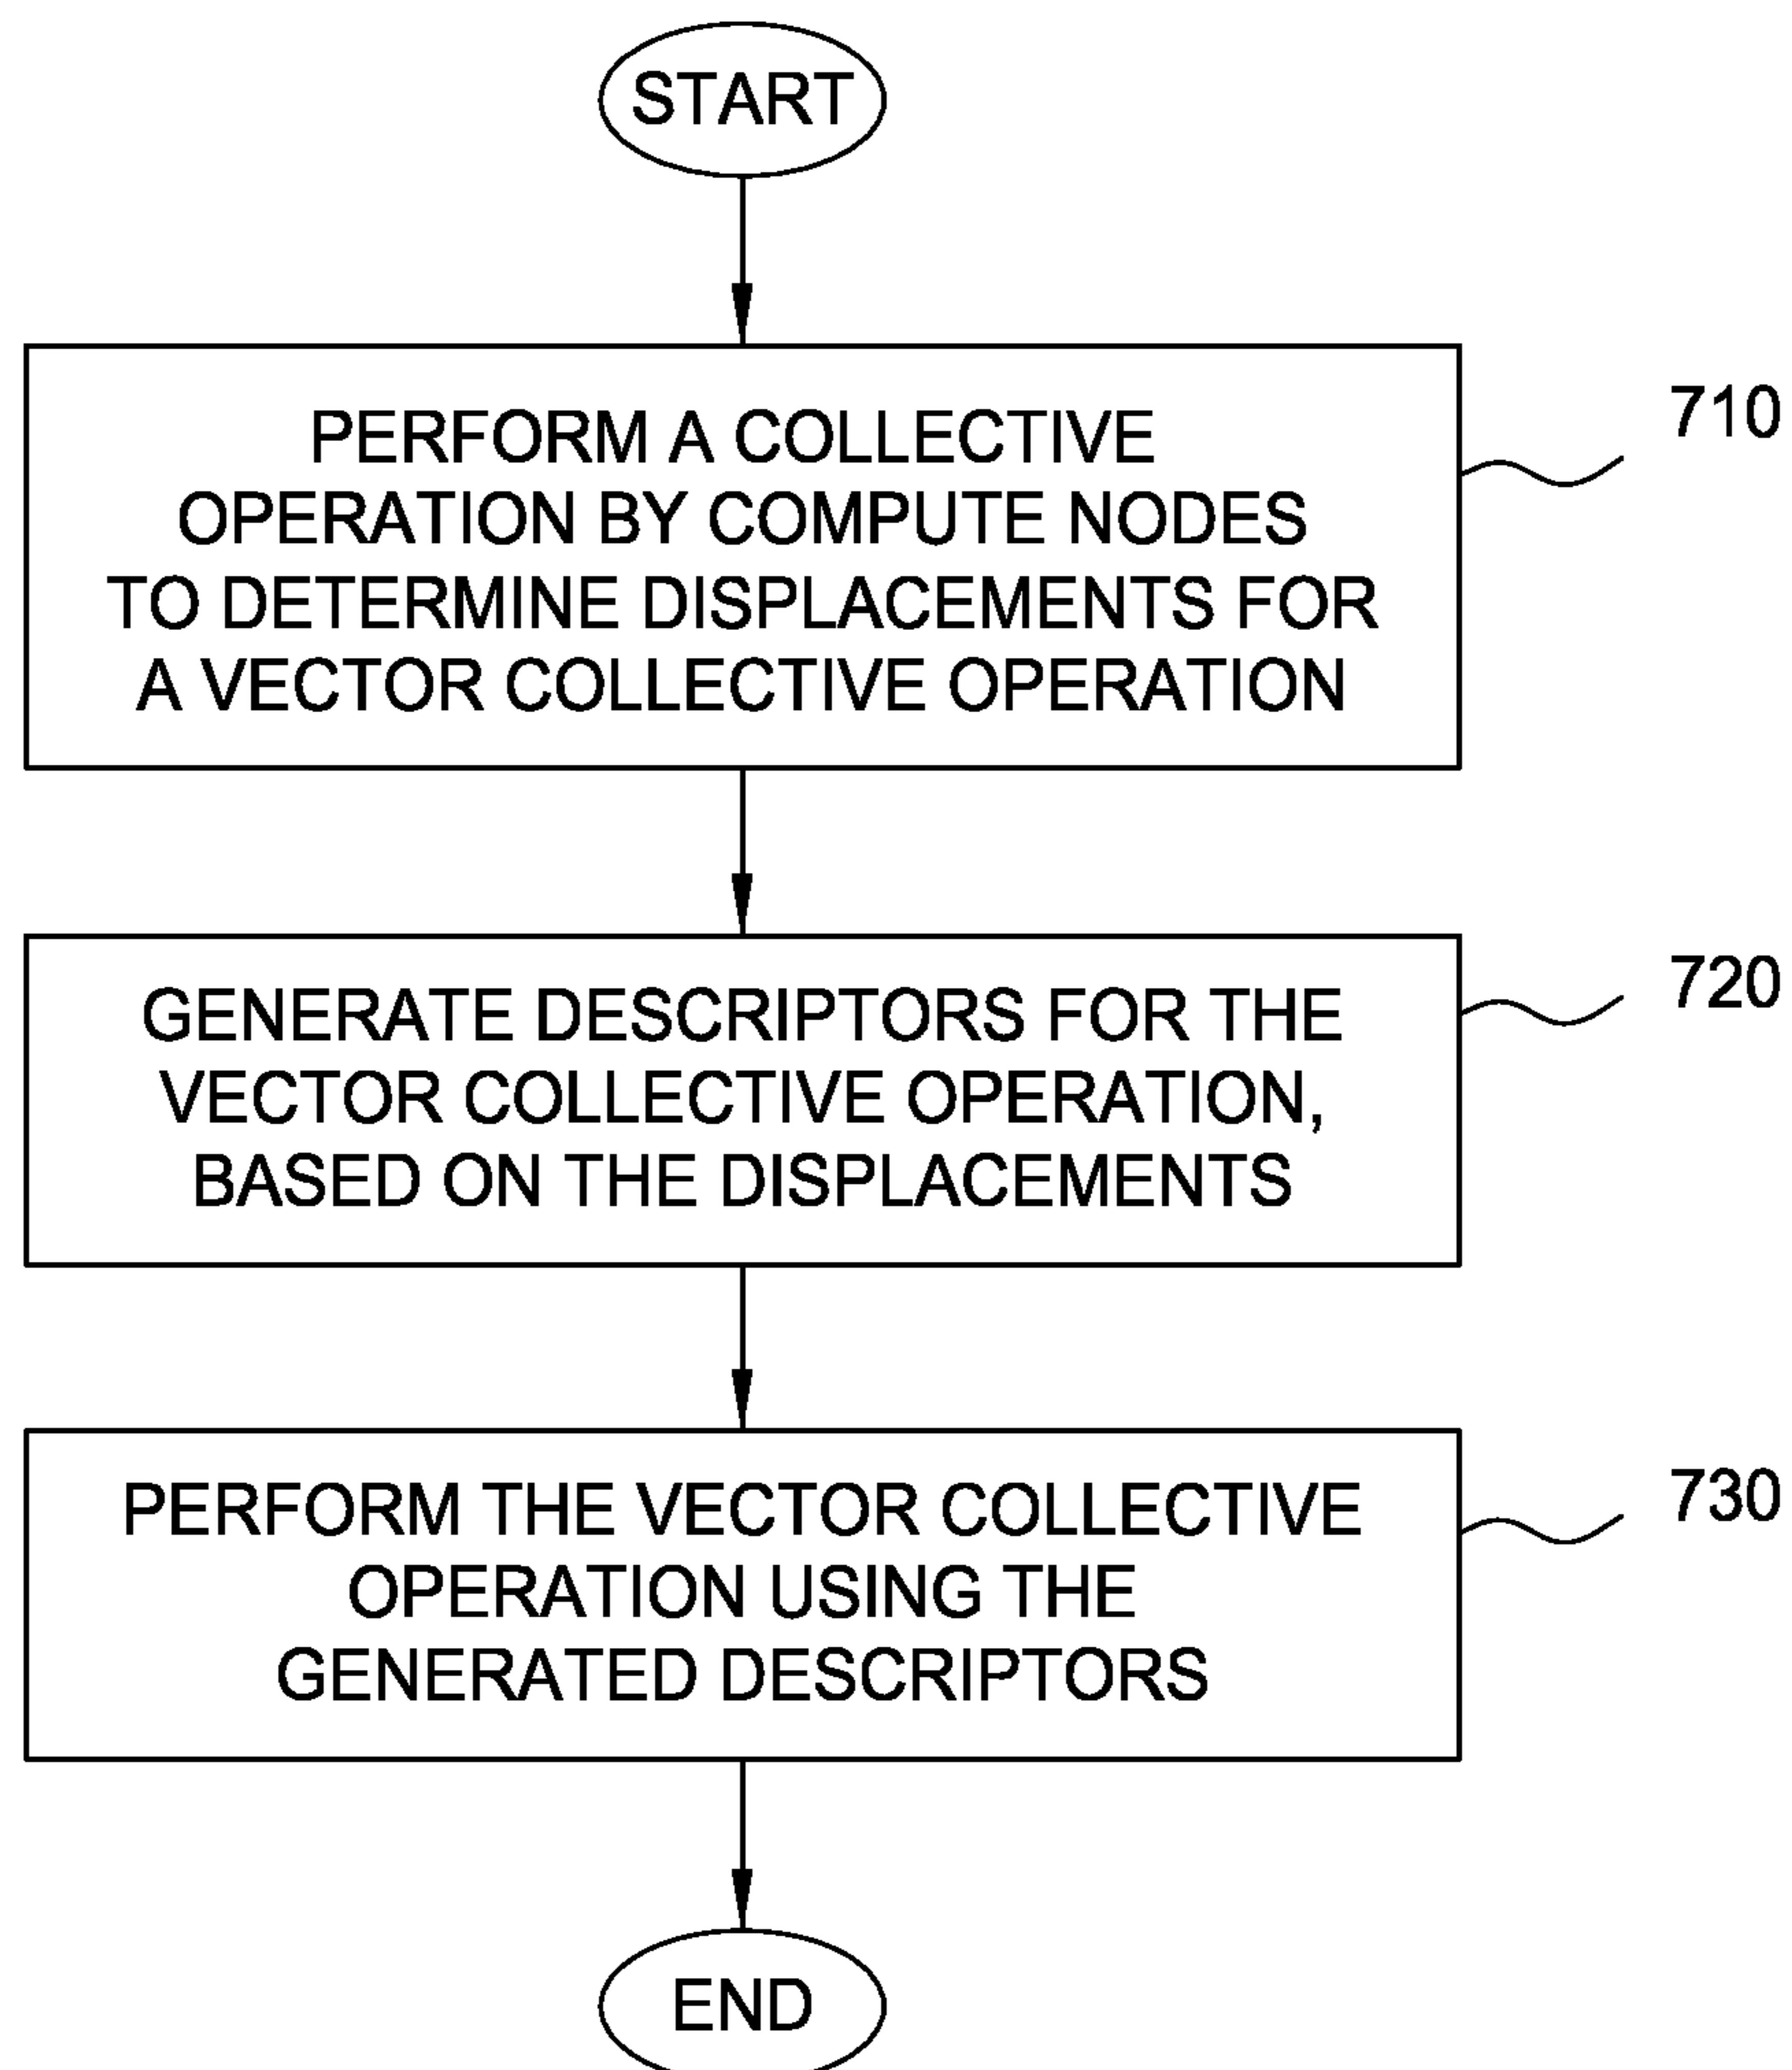 START
PERFORM A COLLECTIVE
OPERATION BY COMPUTE NODES
TO DETERMINE DISPLACEMENTS FOR
A VECTOR COLLECTIVE OPERATION
710
GENERATE DESCRIPTORS FOR THE
VECTOR COLLECTIVE OPERATION,
BASED ON THE DISPLACEMENTS
720
PERFORM THE VECTOR COLLECTIVE
OPERATION USING THE
GENERATED DESCRIPTORS
730
END